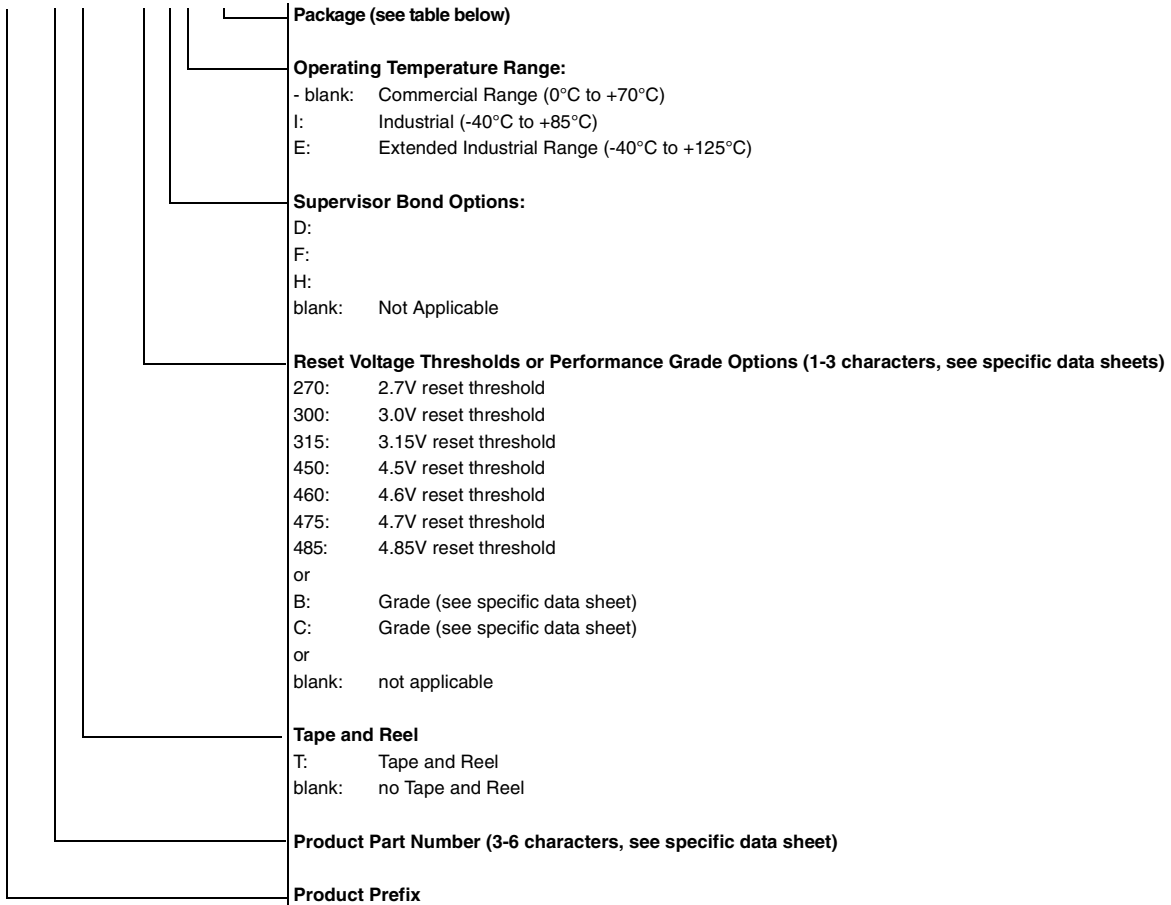 Package (see table below)
Operating Temperature Range:
- blank: Commercial Range (0°C to +70°C)
I: Industrial (-40°C to +85°C)
E: Extended Industrial Range (-40°C to +125°C)
Supervisor Bond Options:
D:
F:
H:
blank: Not Applicable
Reset Voltage Thresholds or Performance Grade Options (1-3 characters, see specific data sheets)
270: 2.7V reset threshold
300: 3.0V reset threshold
315: 3.15V reset threshold
450: 4.5V reset threshold
460: 4.6V reset threshold
475: 4.7V reset threshold
485: 4.85V reset threshold
or
B: Grade (see specific data sheet)
C: Grade (see specific data sheet)
or
blank: not applicable
Tape and Reel
T: Tape and Reel
blank: no Tape and Reel
Product Part Number (3-6 characters, see specific data sheet)
Product Prefix